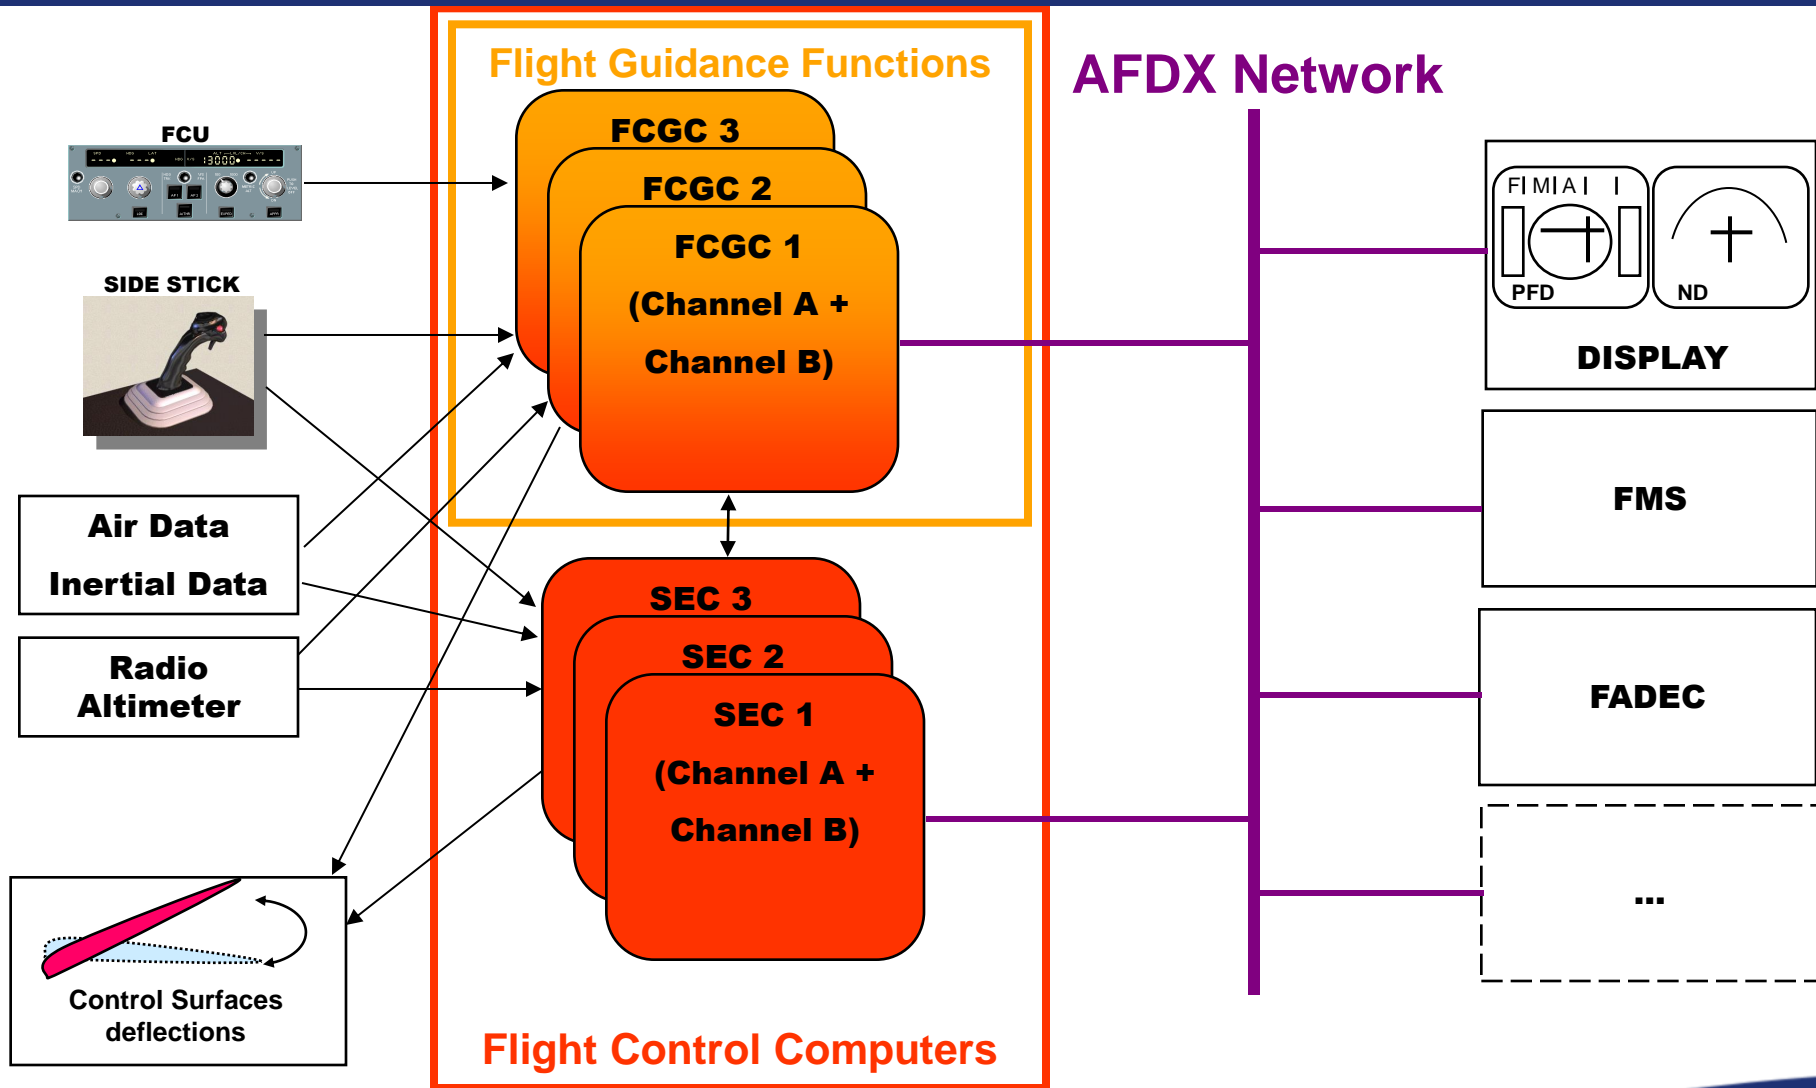 Flight Guidance Functions
AFDX Network
FCU
13000
SIDE STICK
Air Data
Inertial Data
Radio
Altimeter
Control Surfaces
deflections
FCGC 3
FCGC 2
FCGC 1
(Channel A +
Channel B)
SEC 3
SEC 2
SEC 1
(Channel A +
Channel B)
Flight Control Computers
F| M| A |   |
PFD
ND
DISPLAY
FMS
FADEC
...